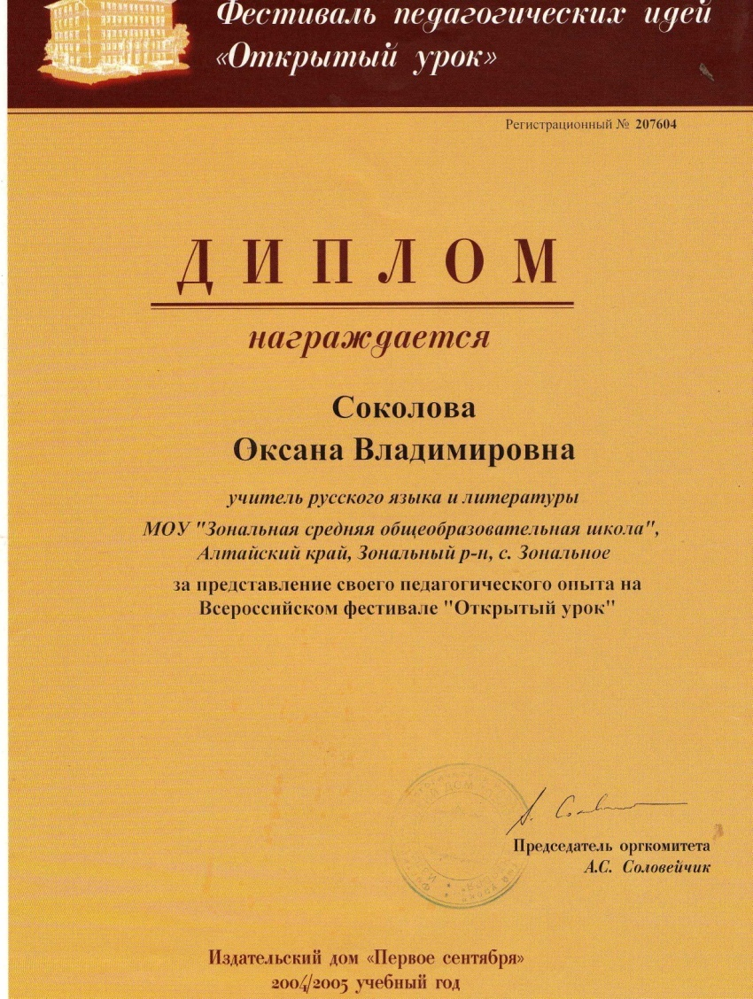 Фестиваль педагогических идей
«Открытый урок»
Регистрационный № 207604
ДИПЛОМ
награждается
Соколова
Оксана Владимировна
учитель русского языка и литературы
МОУ "Зональная средняя общеобразовательная школа",
Алтайский край, Зональный р-н, с. Зональное
за представление своего педагогического опыта на
Всероссийском фестивале "Открытый урок"
Председатель оргкомитета
А.С. Соловейчик
Издательский дом «Первое сентября»
2004/2005 учебный год